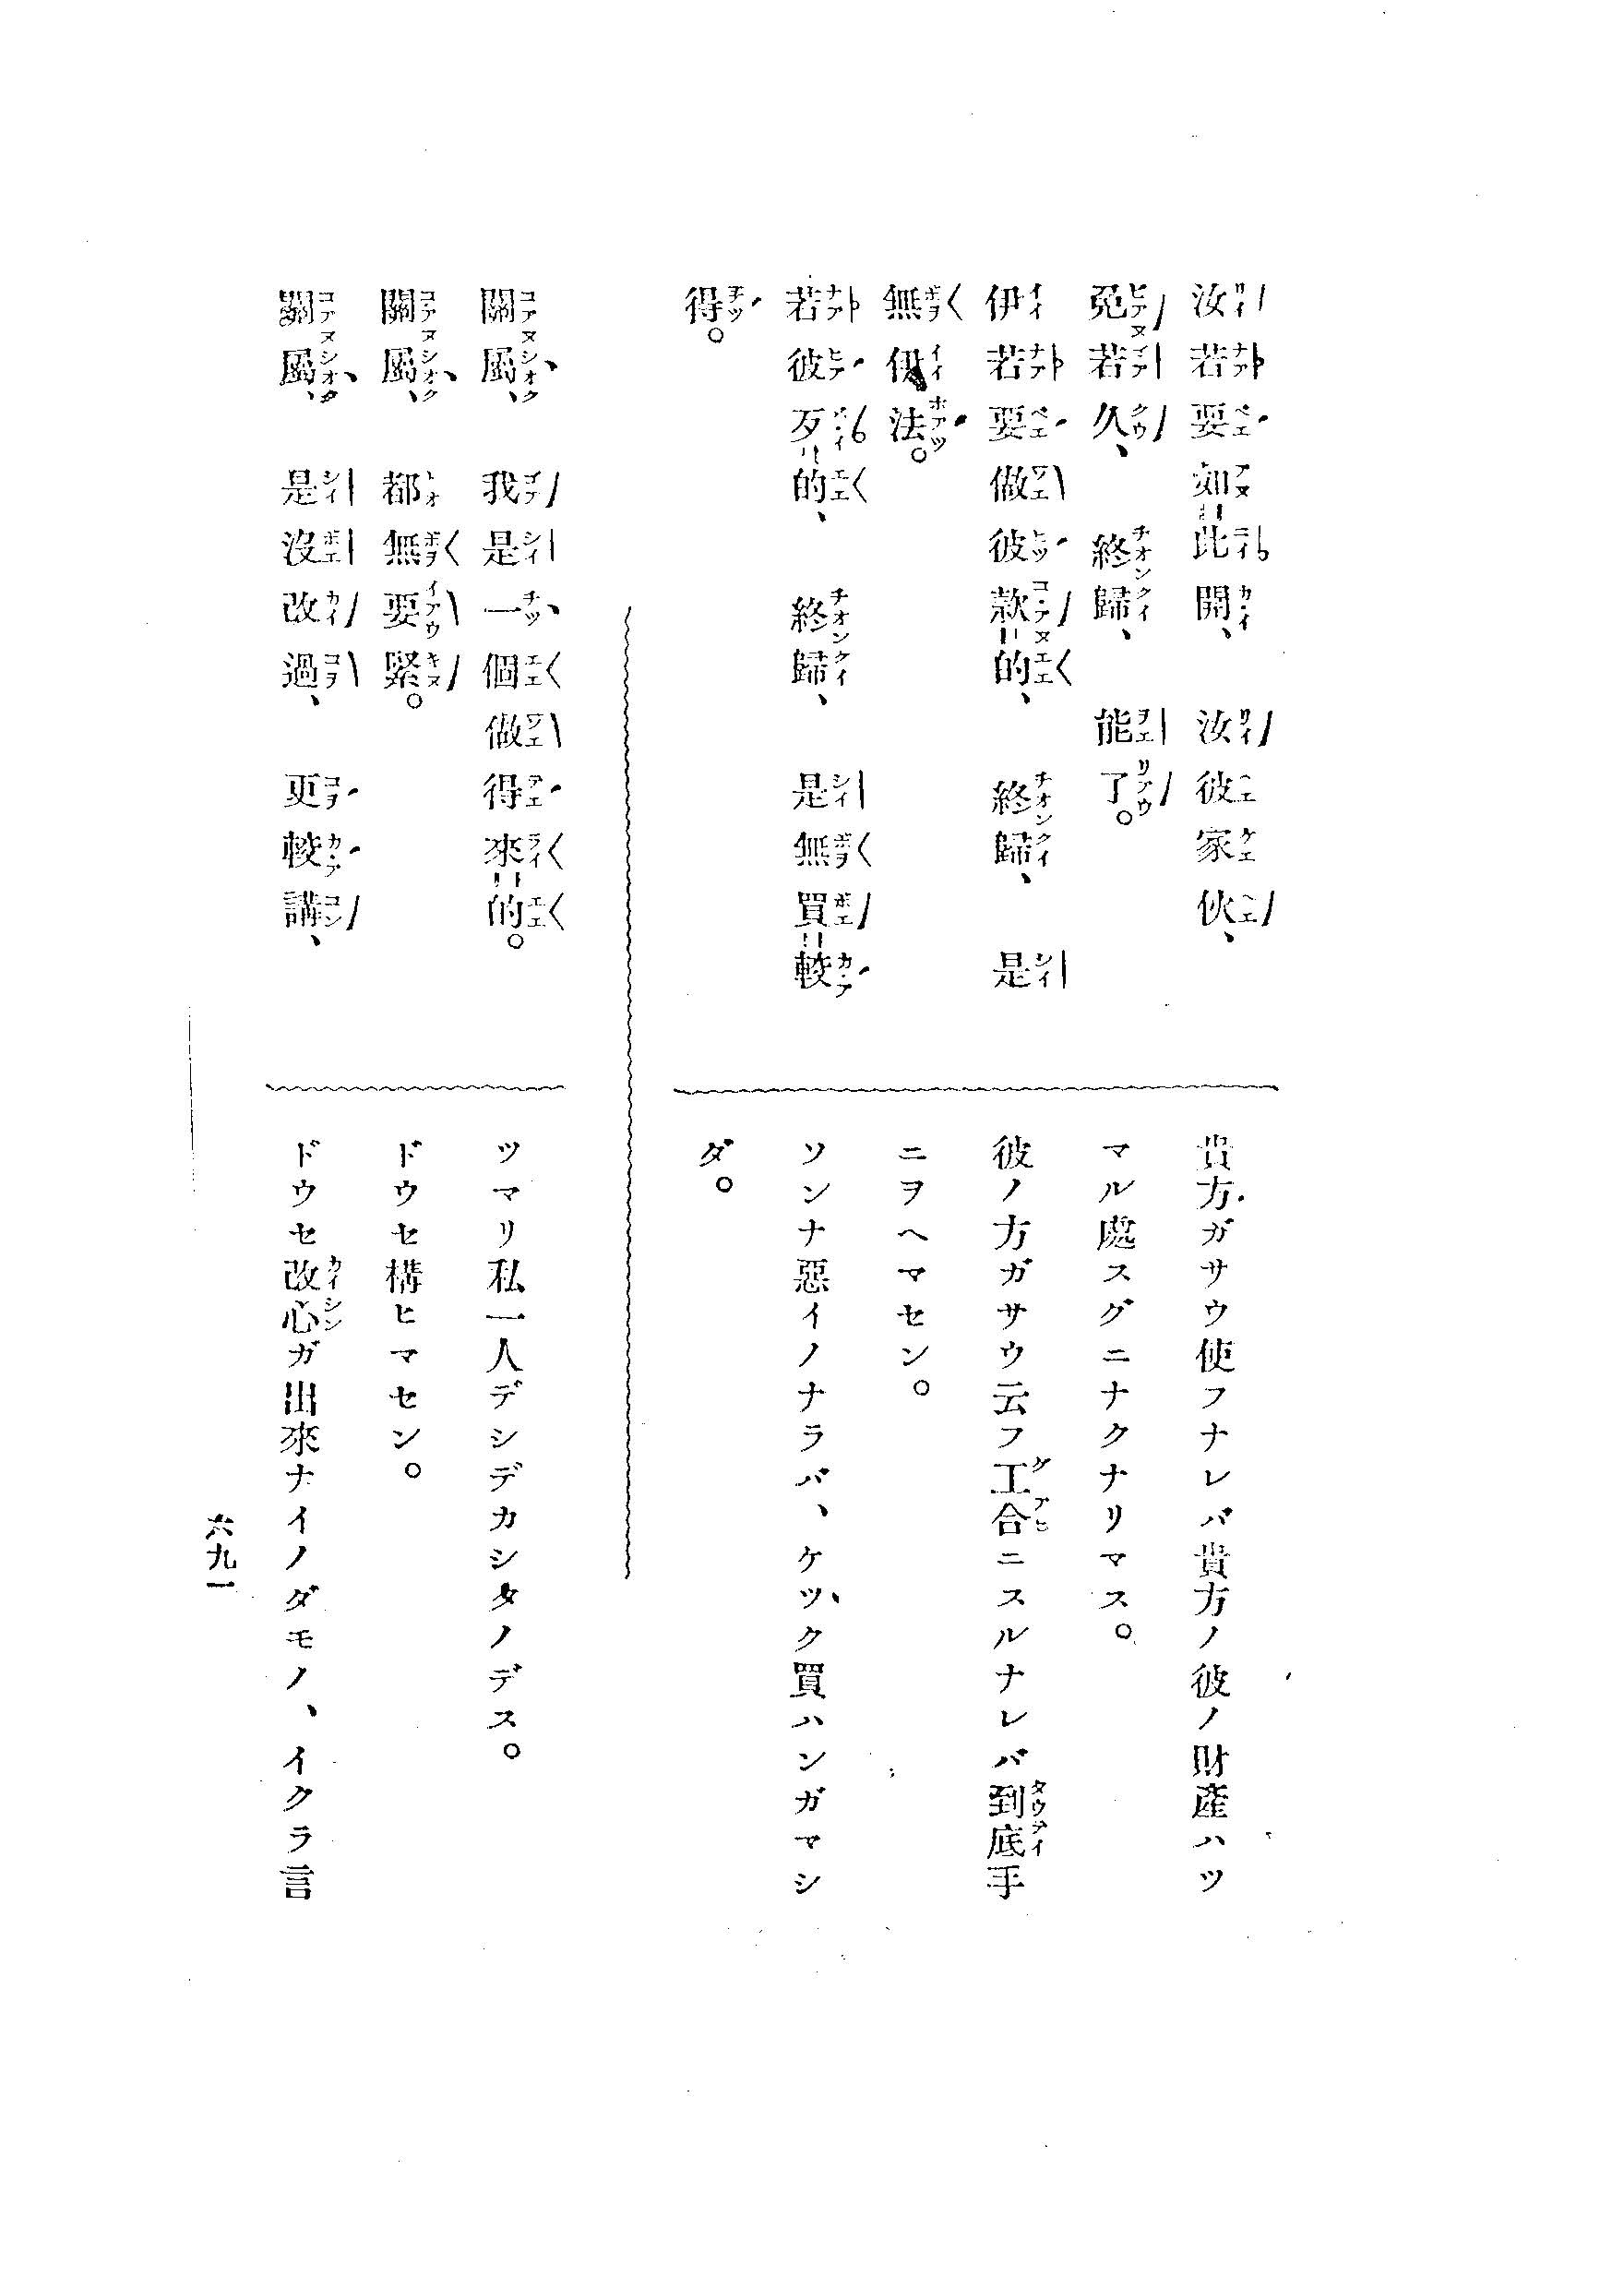 汝若要如此開、汝彼家伙、
免若久、終歸、能了。
伊若要做彼款的、終歸、是
無伊法。
若彼歹的、終歸、是無買較
得。
貴方ガサウ使フナレバ貴方ノ彼ノ財產ハツ
マル處スグニナクナリマス。
彼ノ方ガサウ云フ工合ニスルナレバ到底手
ニヲヘマセン。
ソンナ惡イノナラバ、ケツク買ハンガマシ
ダ。
關屬、我是一個做得來的。
關屬、都無要緊。
關屬、是沒改過、更較講、
ツマリ私一人デシデカシタノデス。
ドウセ構ヒマセン。
ドウセ改心ガ出來ナイノダモノ、イクラ言
六九一